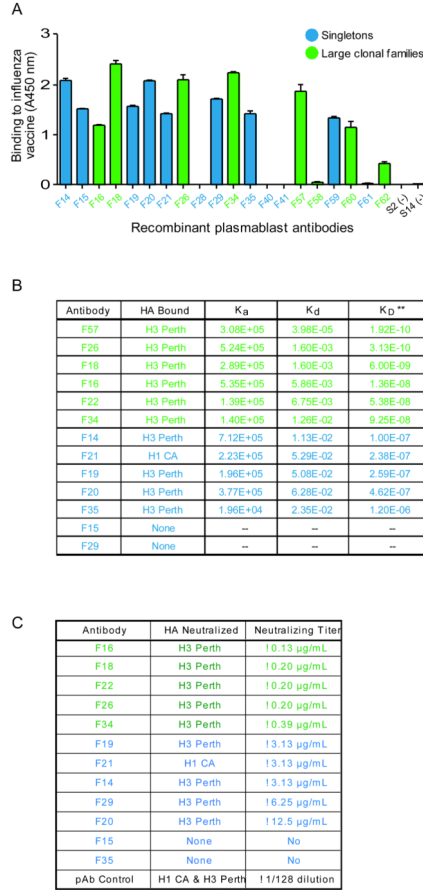 A
Binding to influenza
vaccine (A450 nm)
3
2
1
0
Singletons
Large clonal families
F14 F15 F16 F18 F19 F20 F21 F26 F28 F29 F34 F35 F40 F41 F57 F58 F59 F60 F61 F62 S2 (-) S14 (-)
Recombinant plasmablast antibodies
B
Antibody HA Bound Ka Kd KD **
F57 H3 Perth 3.08E+05 3.98E-05 1.92E-10
F26 H3 Perth 5.24E+05 1.60E-03 3.13E-10
F18 H3 Perth 2.89E+05 1.60E-03 6.00E-09
F16 H3 Perth 5.35E+05 5.86E-03 1.36E-08
F22 H3 Perth 1.39E+05 6.75E-03 5.38E-08
F34 H3 Perth 1.40E+05 1.26E-02 9.25E-08
F14 H3 Perth 7.12E+05 1.13E-02 1.00E-07
F21 H1 CA 2.23E+05 5.29E-02 2.38E-07
F19 H3 Perth 1.96E+05 5.08E-02 2.59E-07
F20 H3 Perth 3.77E+05 6.28E-02 4.62E-07
F35 H3 Perth 1.96E+04 2.35E-02 1.20E-06
F15 None -- -- --
F29 None -- -- --
C
Antibody HA Neutralized Neutralizing Titer
F16 H3 Perth ! 0.13 µg/mL
F18 H3 Perth ! 0.20 µg/mL
F22 H3 Perth ! 0.20 µg/mL
F26 H3 Perth ! 0.20 µg/mL
F34 H3 Perth ! 0.39 µg/mL
F19 H3 Perth ! 3.13 µg/mL
F21 H1 CA ! 3.13 µg/mL
F14 H3 Perth ! 3.13 µg/mL
F29 H3 Perth ! 6.25 µg/mL
F20 H3 Perth ! 12.5 µg/mL
F15 None No
F35 None No
pAb Control H1 CA & H3 Perth ! 1/128 dilution